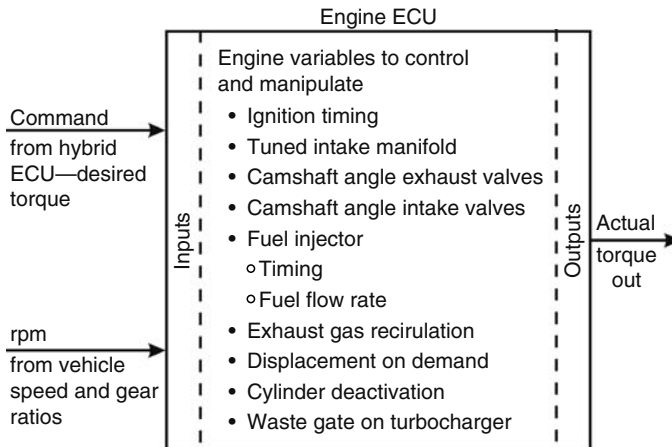 Engine ECU
Command
from hybrid
ECU—desired
torque
rpm
from vehicle
speed and gear
ratios
Inputs
Engine variables to control
and manipulate
• Ignition timing
• Tuned intake manifold
• Camshaft angle exhaust valves
• Camshaft angle intake valves
• Fuel injector
o Timing
o Fuel flow rate
• Exhaust gas recirulation
• Displacement on demand
• Cylinder deactivation
• Waste gate on turbocharger
Outputs
Actual
torque
out